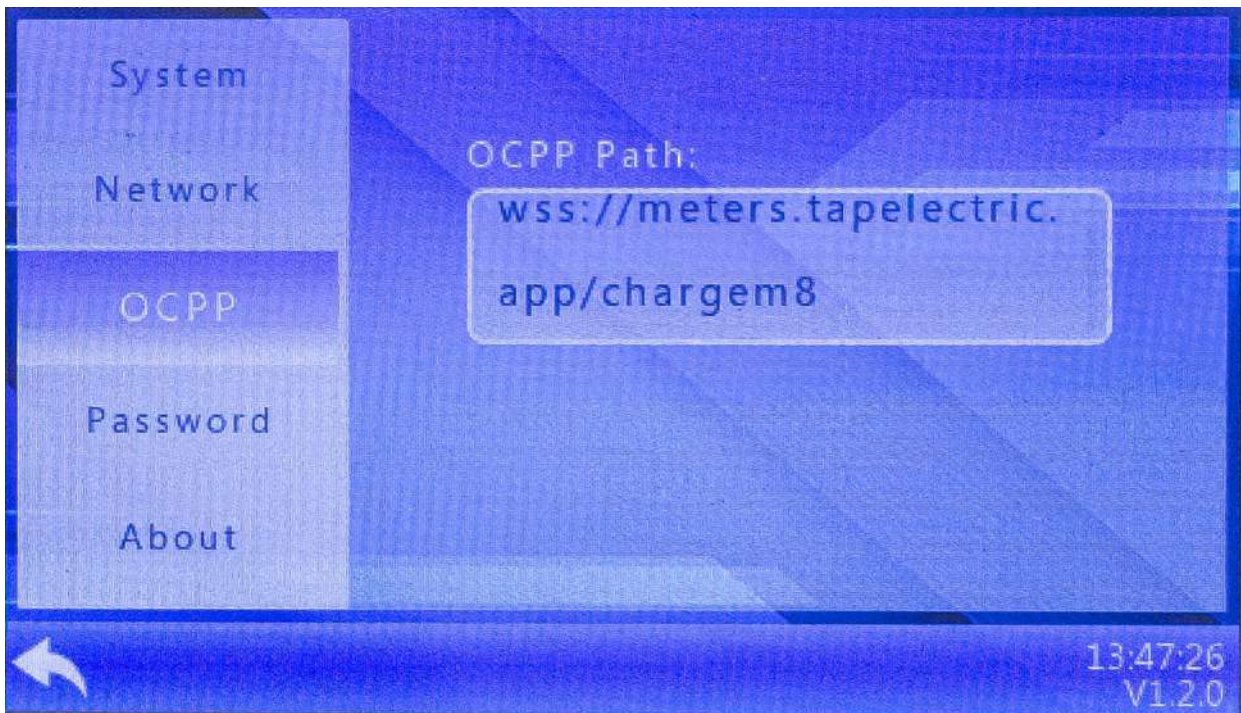 System
Network
OCPP
Password
About
OCPP Path:
wss://meters.tapelectric.
app/chargem8
13:47:26
V1.2.0